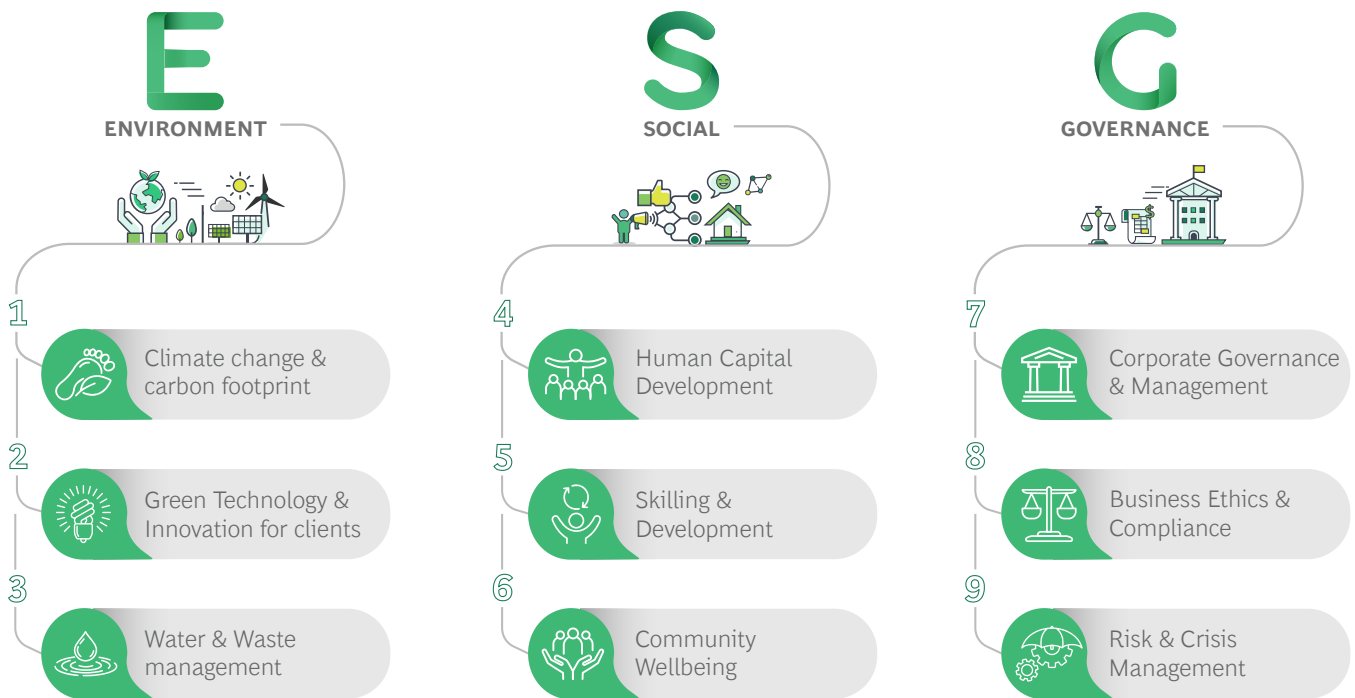 E
ENVIRONMENT
1
Climate change &
carbon footprint
2
Green Technology &
Innovation for clients
3
Water & Waste
management
S
SOCIAL
4
Human Capital
Development
5
Skilling &
Development
6
Community
Wellbeing
G
GOVERNANCE
$
7
Corporate Governance
& Management
8
Business Ethics &
Compliance
9
Risk & Crisis
Management